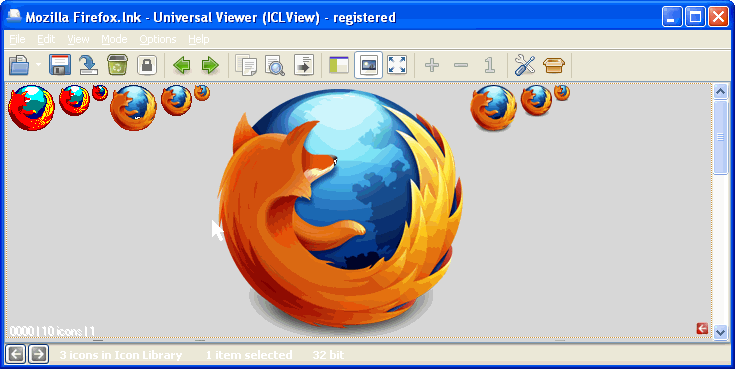 Mozilla Firefox.lnk - Universal Viewer (ICLView) - registered
File Edit View Mode Options Help
1
0000 | 10 icons | 1
3 icons in Icon Library 1 item selected 32 bit